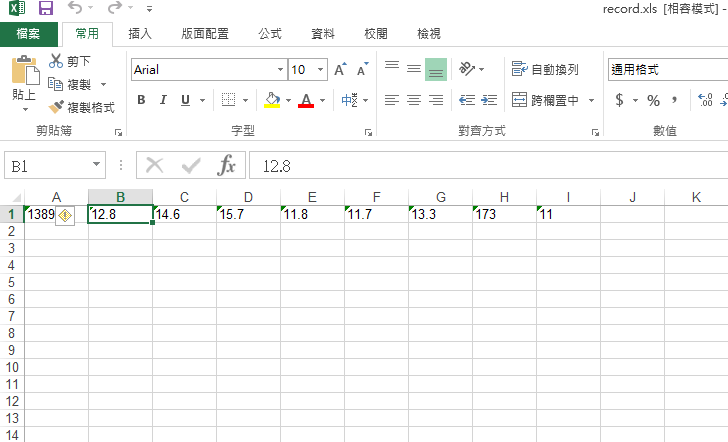 record.xls [相容模式] -
檔案 常用 插入 版面配置 公式 資料 校閱 檢視
貼上 剪下 複製 複製格式 剪貼簿
Arial 10 A A
B I U A 中 字型
自動換列 跨欄置中 對齊方式
通用格式
$ % , .00 數值
B1 fx 12.8
A B C D E F G H I J K
1 1389 12.8 14.6 15.7 11.8 11.7 13.3 173 11
2
3
4
5
6
7
8
9
10
11
12
13
14